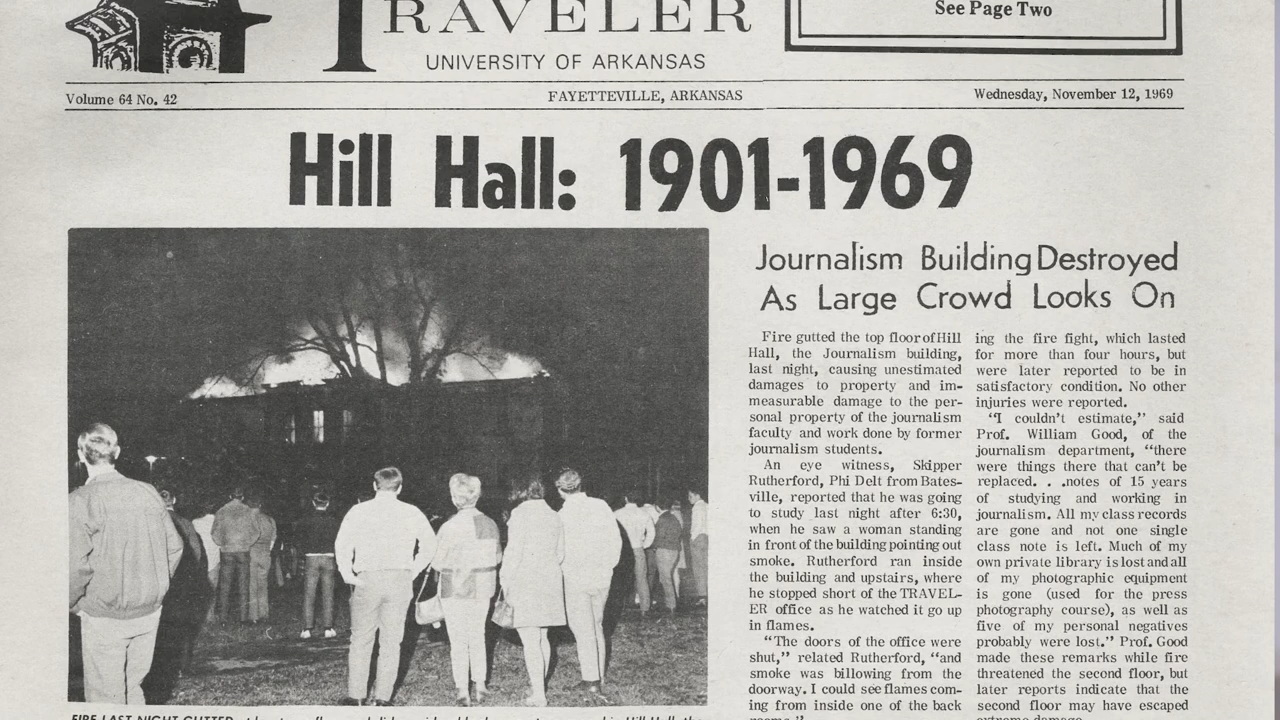 TRAVELER
See Page Two
UNIVERSITY OF ARKANSAS
Volume 64 No. 42
FAYETTEVILLE, ARKANSAS
Wednesday, November 12, 1969
Hill Hall: 1901-1969
Journalism Building Destroyed
As Large Crowd Looks On
Fire gutted the top floor of Hill
Hall, the Journalism building,
last night, causing unestimated
damages to property and im-
measurable damage to the per-
sonal property of the journalism
faculty and work done by former
journalism students.
An eye witness, Skipper
Rutherford, Phi Delt from Bates-
ville, reported that he was going
to study last night after 6:30,
when he saw a woman standing
in front of the building pointing out
smoke. Rutherford ran inside
the building and upstairs, where
he stopped short of the TRAVEL-
ER office as he watched it go up
in flames.
"The doors of the office were
shut," related Rutherford, "and
smoke was billowing from the
doorway. I could see flames com-
ing from inside one of the back
rooms."
ing the fire fight, which lasted
for more than four hours, but
were later reported to be in
satisfactory condition. No other
injuries were reported.
"I couldn't estimate," said
Prof. William Good, of the
journalism department, "there
were things there that can't be
replaced. . .notes of 15 years
of studying and working in
journalism. All my class records
are gone and not one single
class note is left. Much of my
own private library is lost and all
of my photographic equipment
is gone (used for the press
photography course), as well as
five of my personal negatives
probably were lost." Prof. Good
made these remarks while fire
threatened the second floor, but
later reports indicate that the
second floor may have escaped
extreme damage.
FIRE LAST NIGHT GUTTED